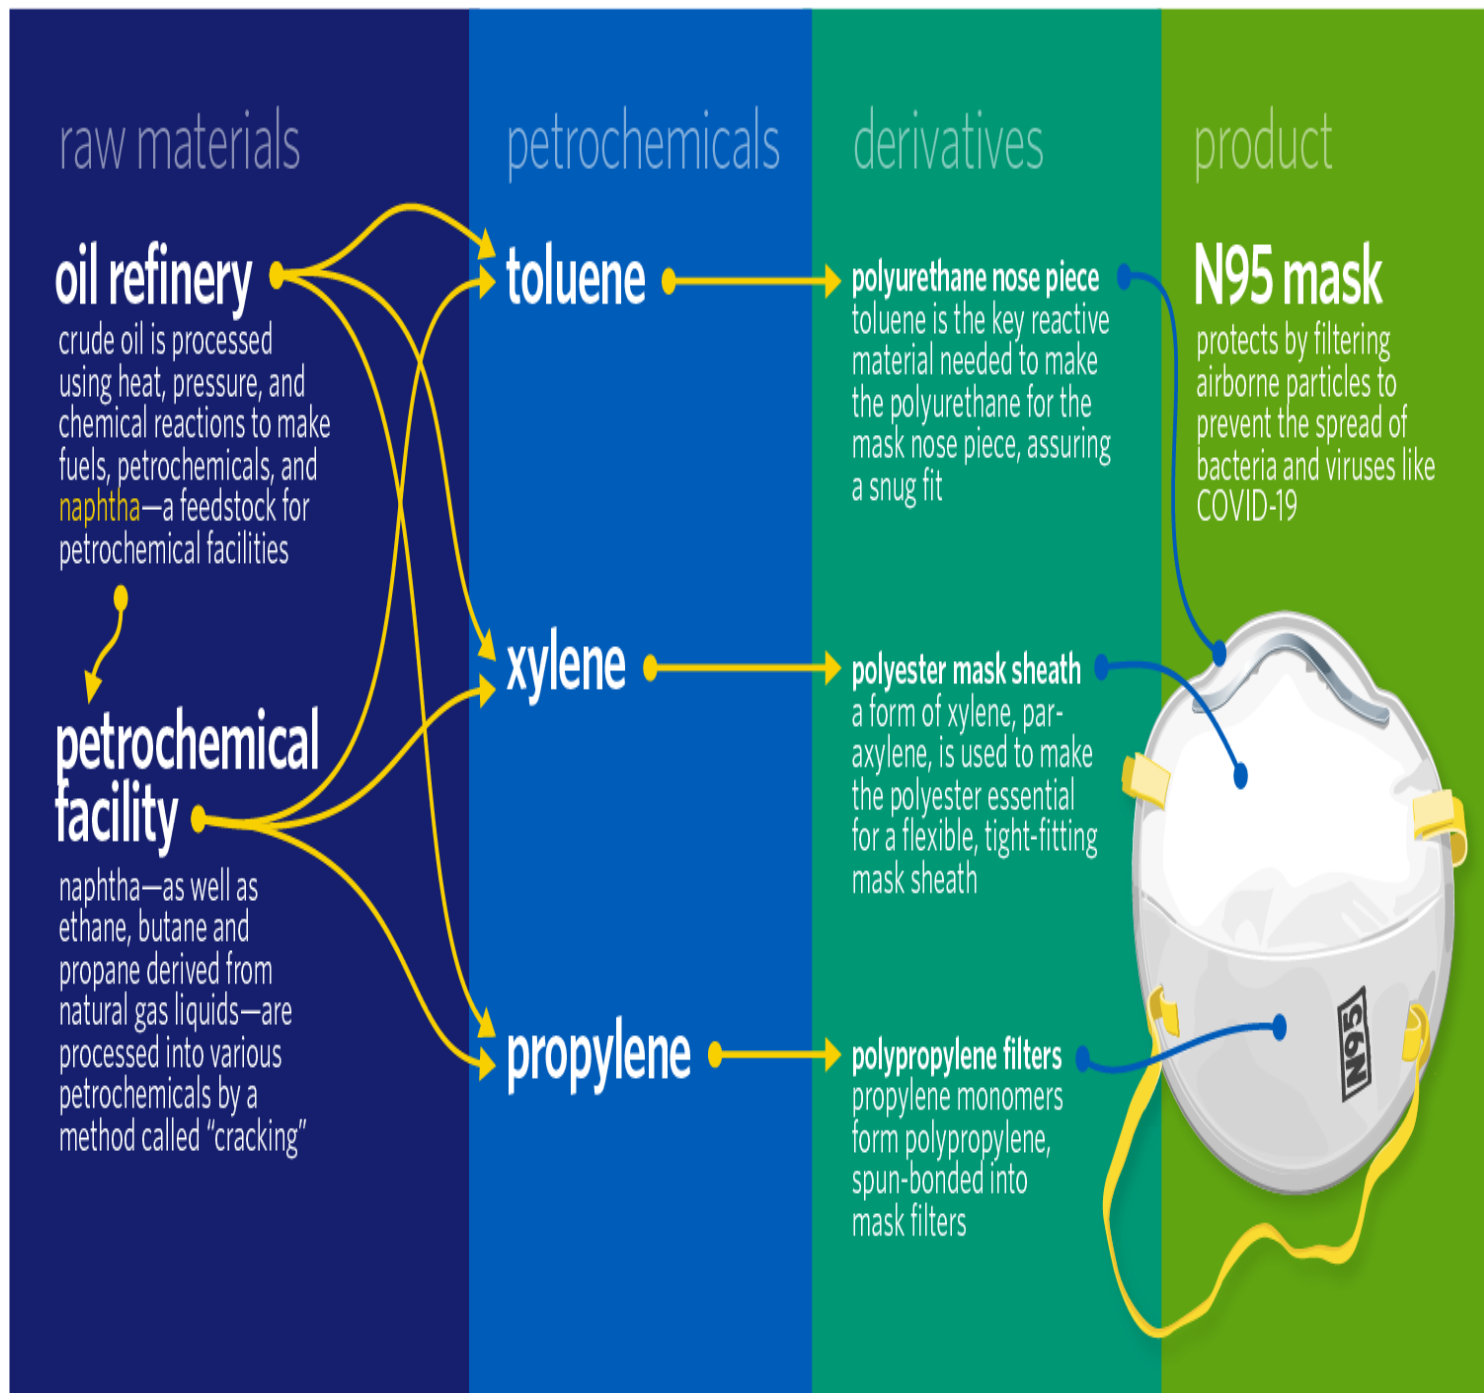 raw materials
oil refinery
crude oil is processed
using heat, pressure, and
chemical reactions to make
fuels, petrochemicals, and
naphtha—a feedstock for
petrochemical facilities
petrochemical
facility
naphtha—as well as
ethane, butane and
propane derived from
natural gas liquids—are
processed into various
petrochemicals by a
method called “cracking”
petrochemicals
toluene
xylene
propylene
derivatives
polyurethane nose piece
toluene is the key reactive
material needed to make
the polyurethane for the
mask nose piece, assuring
a snug fit
polyester mask sheath
a form of xylene, par-
axylene, is used to make
the polyester essential
for a flexible, tight-fitting
mask sheath
polypropylene filters
propylene monomers
form polypropylene,
spun-bonded into
mask filters
product
N95 mask
protects by filtering
airborne particles to
prevent the spread of
bacteria and viruses like
COVID-19
N95